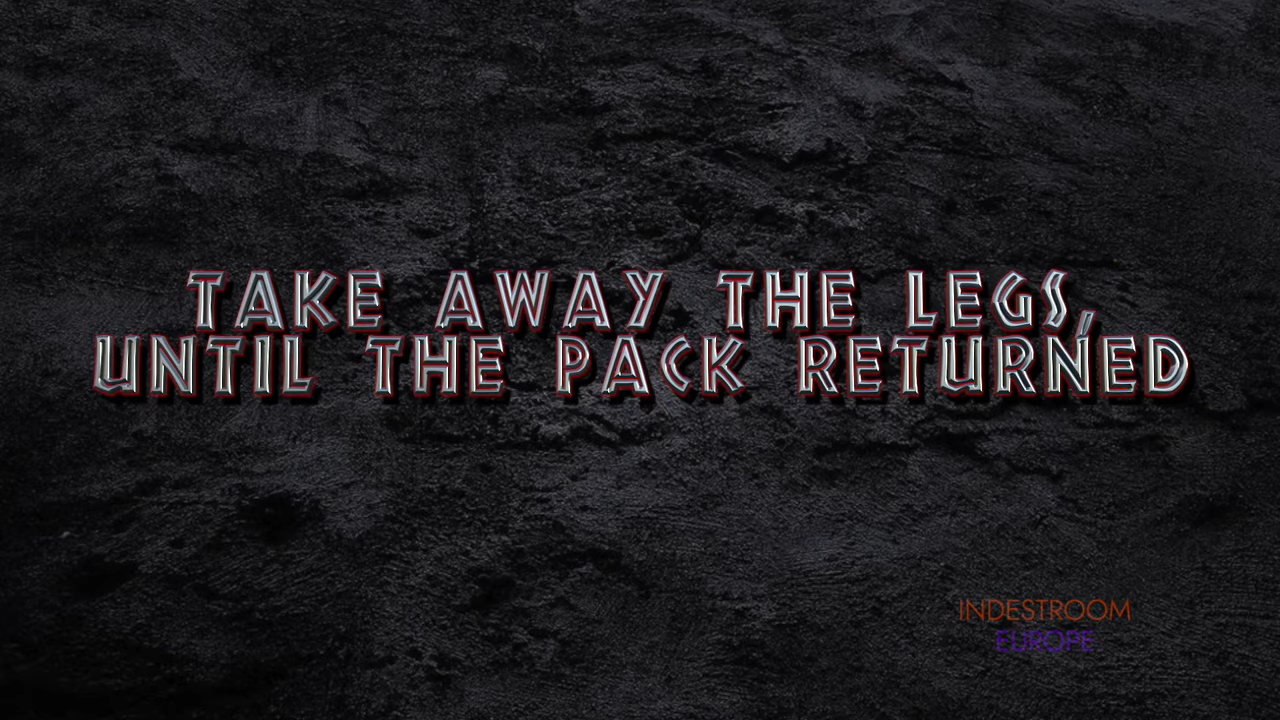 TAKE AWAY THE LEGS,
UNTIL THE PACK RETURNED
INDESTROOM
EUROPE